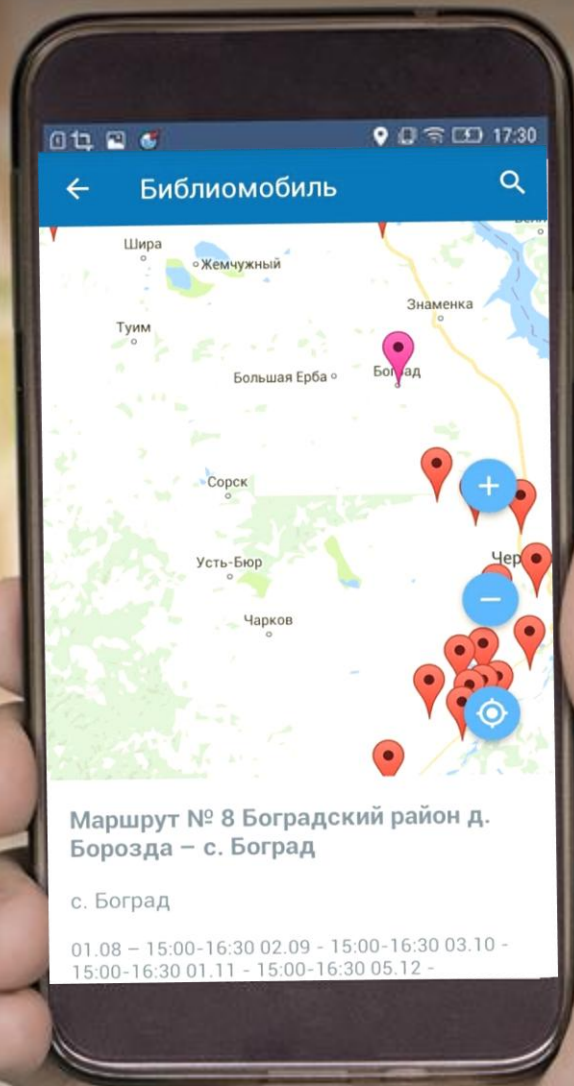 17:30
Библиомобиль
Шира
Жемчужный
Знаменка
Туим
Большая Ерба
Сорск
Чер
Усть-Бюр
Чарков
Маршрут № 8 Боградский район д.
Борозда – с. Боград
с. Боград
01.08 – 15:00-16:30 02.09 - 15:00-16:30 03.10 -
15:00-16:30 01.11 - 15:00-16:30 05.12 -